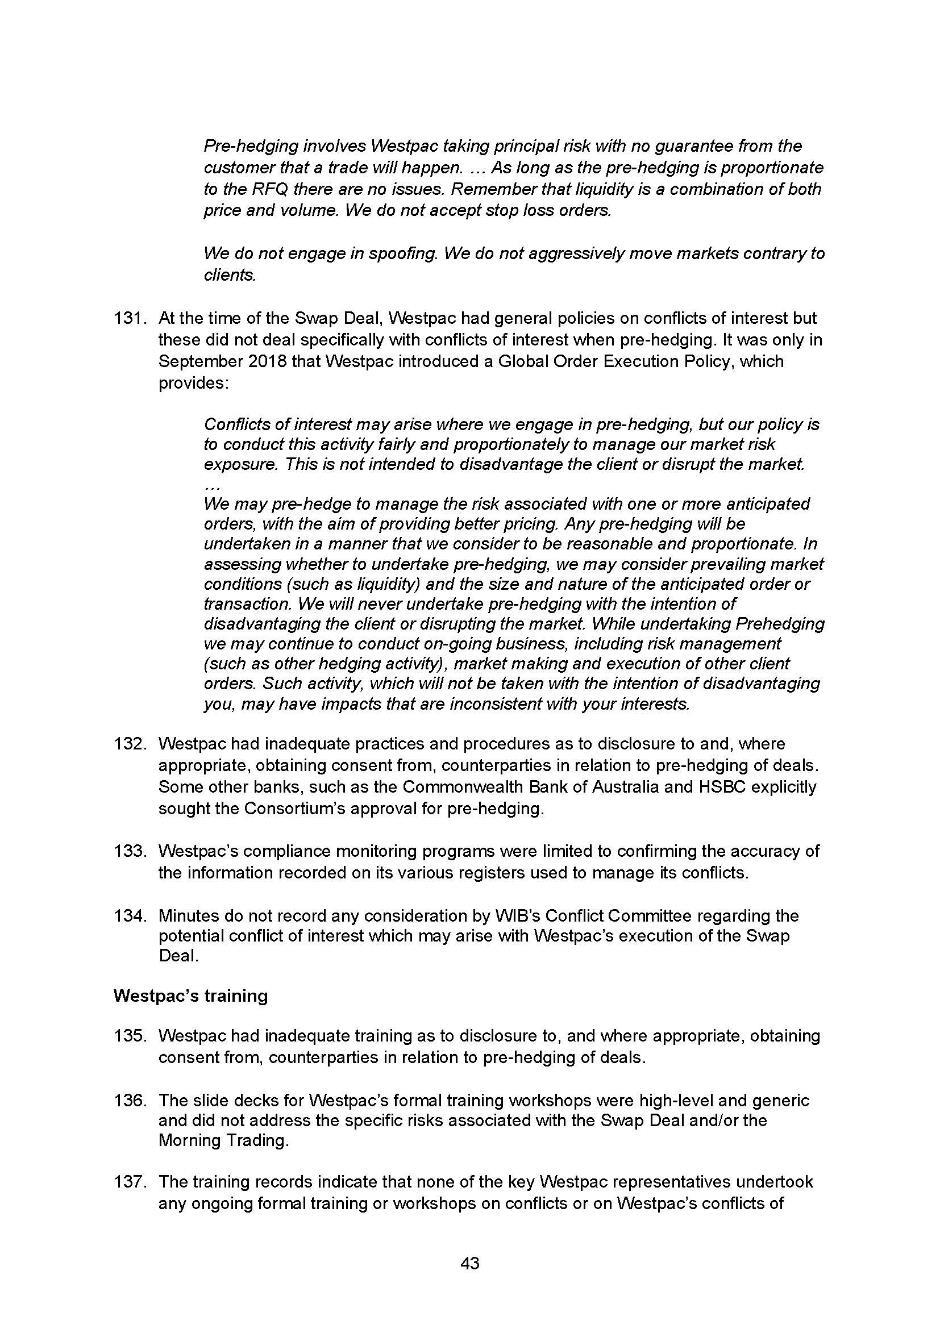 Pre-hedging involves Westpac taking principal risk with no guarantee from the
customer that a trade will happen. … As long as the pre-hedging is proportionate
to the RFQ there are no issues. Remember that liquidity is a combination of both
price and volume. We do not accept stop loss orders.
We do not engage in spoofing. We do not aggressively move markets contrary to
clients.
131. At the time of the Swap Deal, Westpac had general policies on conflicts of interest but
these did not deal specifically with conflicts of interest when pre-hedging. It was only in
September 2018 that Westpac introduced a Global Order Execution Policy, which
provides:
Conflicts of interest may arise where we engage in pre-hedging, but our policy is
to conduct this activity fairly and proportionately to manage our market risk
exposure. This is not intended to disadvantage the client or disrupt the market.
…
We may pre-hedge to manage the risk associated with one or more anticipated
orders, with the aim of providing better pricing. Any pre-hedging will be
undertaken in a manner that we consider to be reasonable and proportionate. In
assessing whether to undertake pre-hedging, we may consider prevailing market
conditions (such as liquidity) and the size and nature of the anticipated order or
transaction. We will never undertake pre-hedging with the intention of
disadvantaging the client or disrupting the market. While undertaking Prehedging
we may continue to conduct on-going business, including risk management
(such as other hedging activity), market making and execution of other client
orders. Such activity, which will not be taken with the intention of disadvantaging
you, may have impacts that are inconsistent with your interests.
132. Westpac had inadequate practices and procedures as to disclosure to and, where
appropriate, obtaining consent from, counterparties in relation to pre-hedging of deals.
Some other banks, such as the Commonwealth Bank of Australia and HSBC explicitly
sought the Consortium's approval for pre-hedging.
133. Westpac's compliance monitoring programs were limited to confirming the accuracy of
the information recorded on its various registers used to manage its conflicts.
134. Minutes do not record any consideration by WIB's Conflict Committee regarding the
potential conflict of interest which may arise with Westpac's execution of the Swap
Deal.
Westpac's training
135. Westpac had inadequate training as to disclosure to, and where appropriate, obtaining
consent from, counterparties in relation to pre-hedging of deals.
136. The slide decks for Westpac's formal training workshops were high-level and generic
and did not address the specific risks associated with the Swap Deal and/or the
Morning Trading.
137. The training records indicate that none of the key Westpac representatives undertook
any ongoing formal training or workshops on conflicts or on Westpac's conflicts of
43